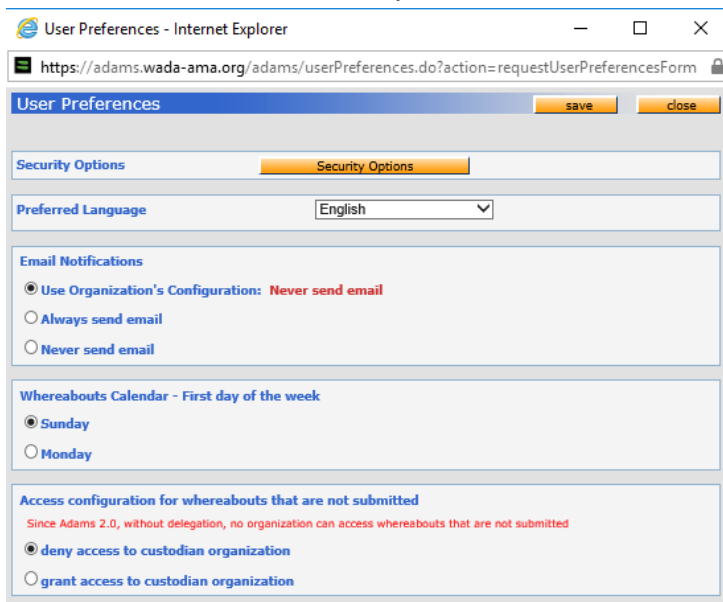 User Preferences - Internet Explorer
https://adams.wada-ama.org/adams/userPreferences.do?action=requestUserPreferencesForm
User Preferences save close
Security Options Security Options
Preferred Language English
Email Notifications
Use Organization's Configuration: Never send email
Always send email
Never send email
Whereabouts Calendar - First day of the week
Sunday
Monday
Access configuration for whereabouts that are not submitted
Since Adams 2.0, without delegation, no organization can access whereabouts that are not submitted
deny access to custodian organization
grant access to custodian organization